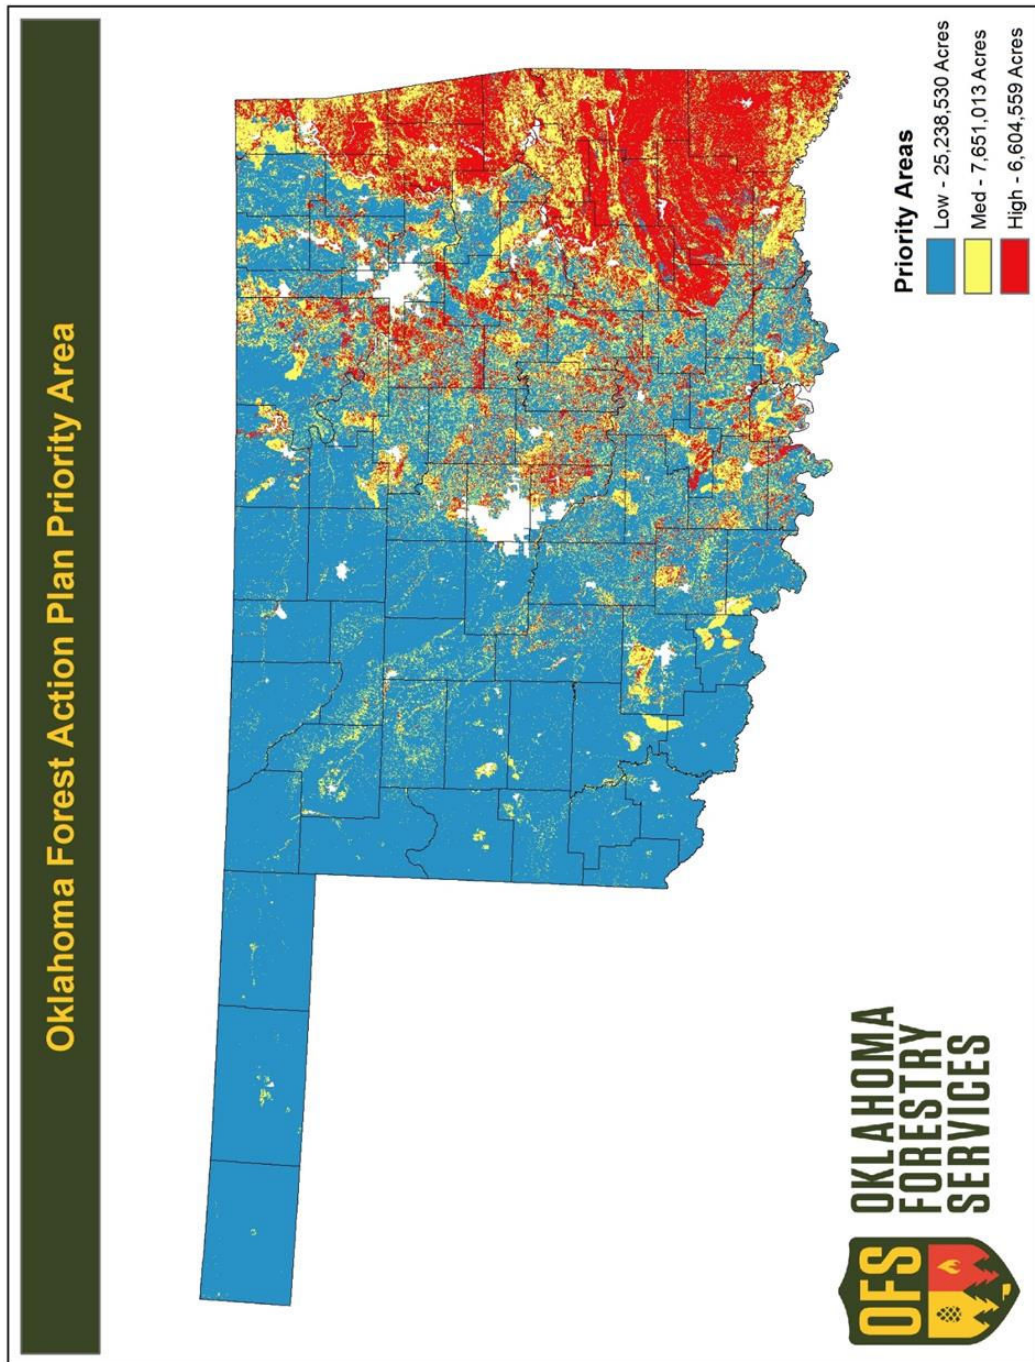 Oklahoma Forest Action Plan Priority Area
Priority Areas
Low - 25,238,530 Acres
Med - 7,651,013 Acres
High - 6,604,559 Acres
OFS
OKLAHOMA
FORESTRY
SERVICES